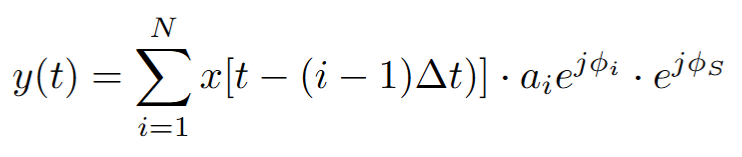 y(t) = \sum_{i=1}^{N} x[t - (i - 1)\Delta t)] \cdot a_i e^{j\phi_i} \cdot e^{j\phi_S}